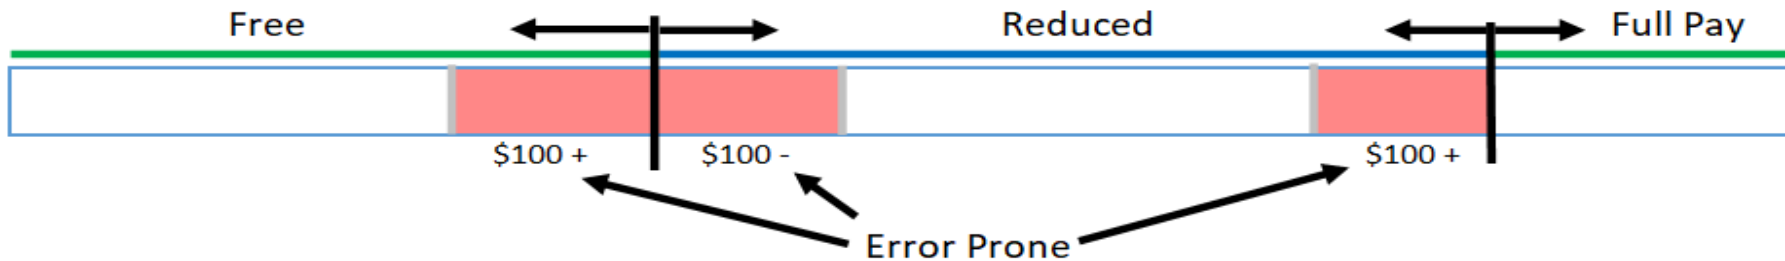 Free
Reduced
Full Pay
$100 +
$100 -
$100 +
Error Prone